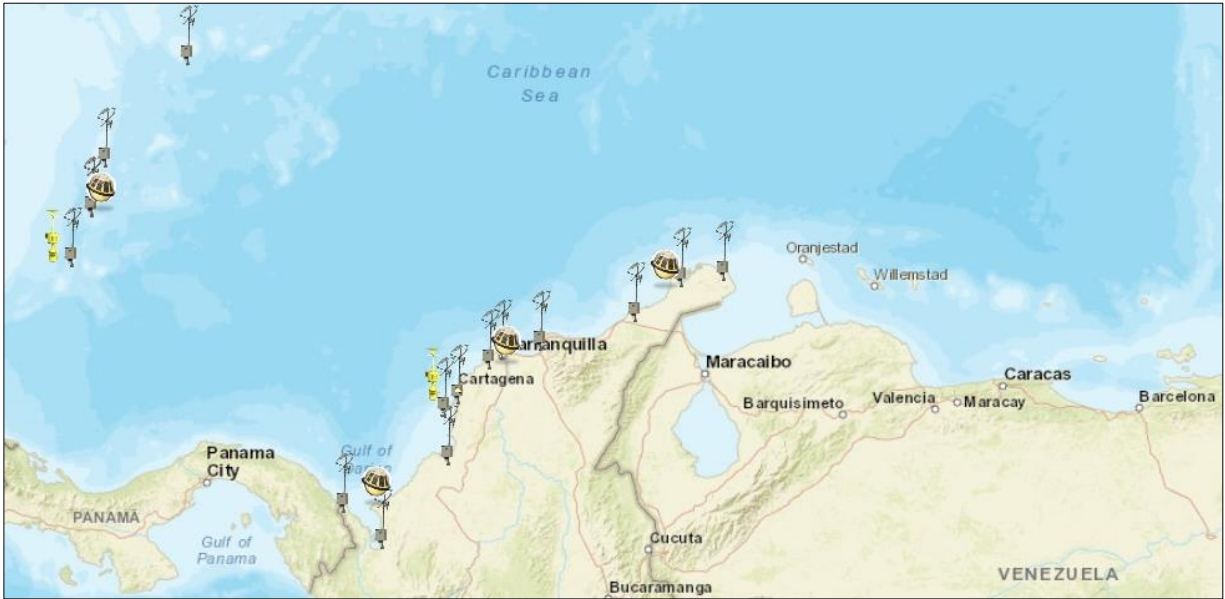 Caribbean
Sea
Oranjestad
Willemstad
Barranquilla
Maracaibo
Cartagena
Caracas
Barquisimeto
Valencia
Maracay
Barcelona
Panama
City
Gulf of
PANAMÁ
Gulf of
Panama
Cucuta
VENEZUELA
Bucaramanga